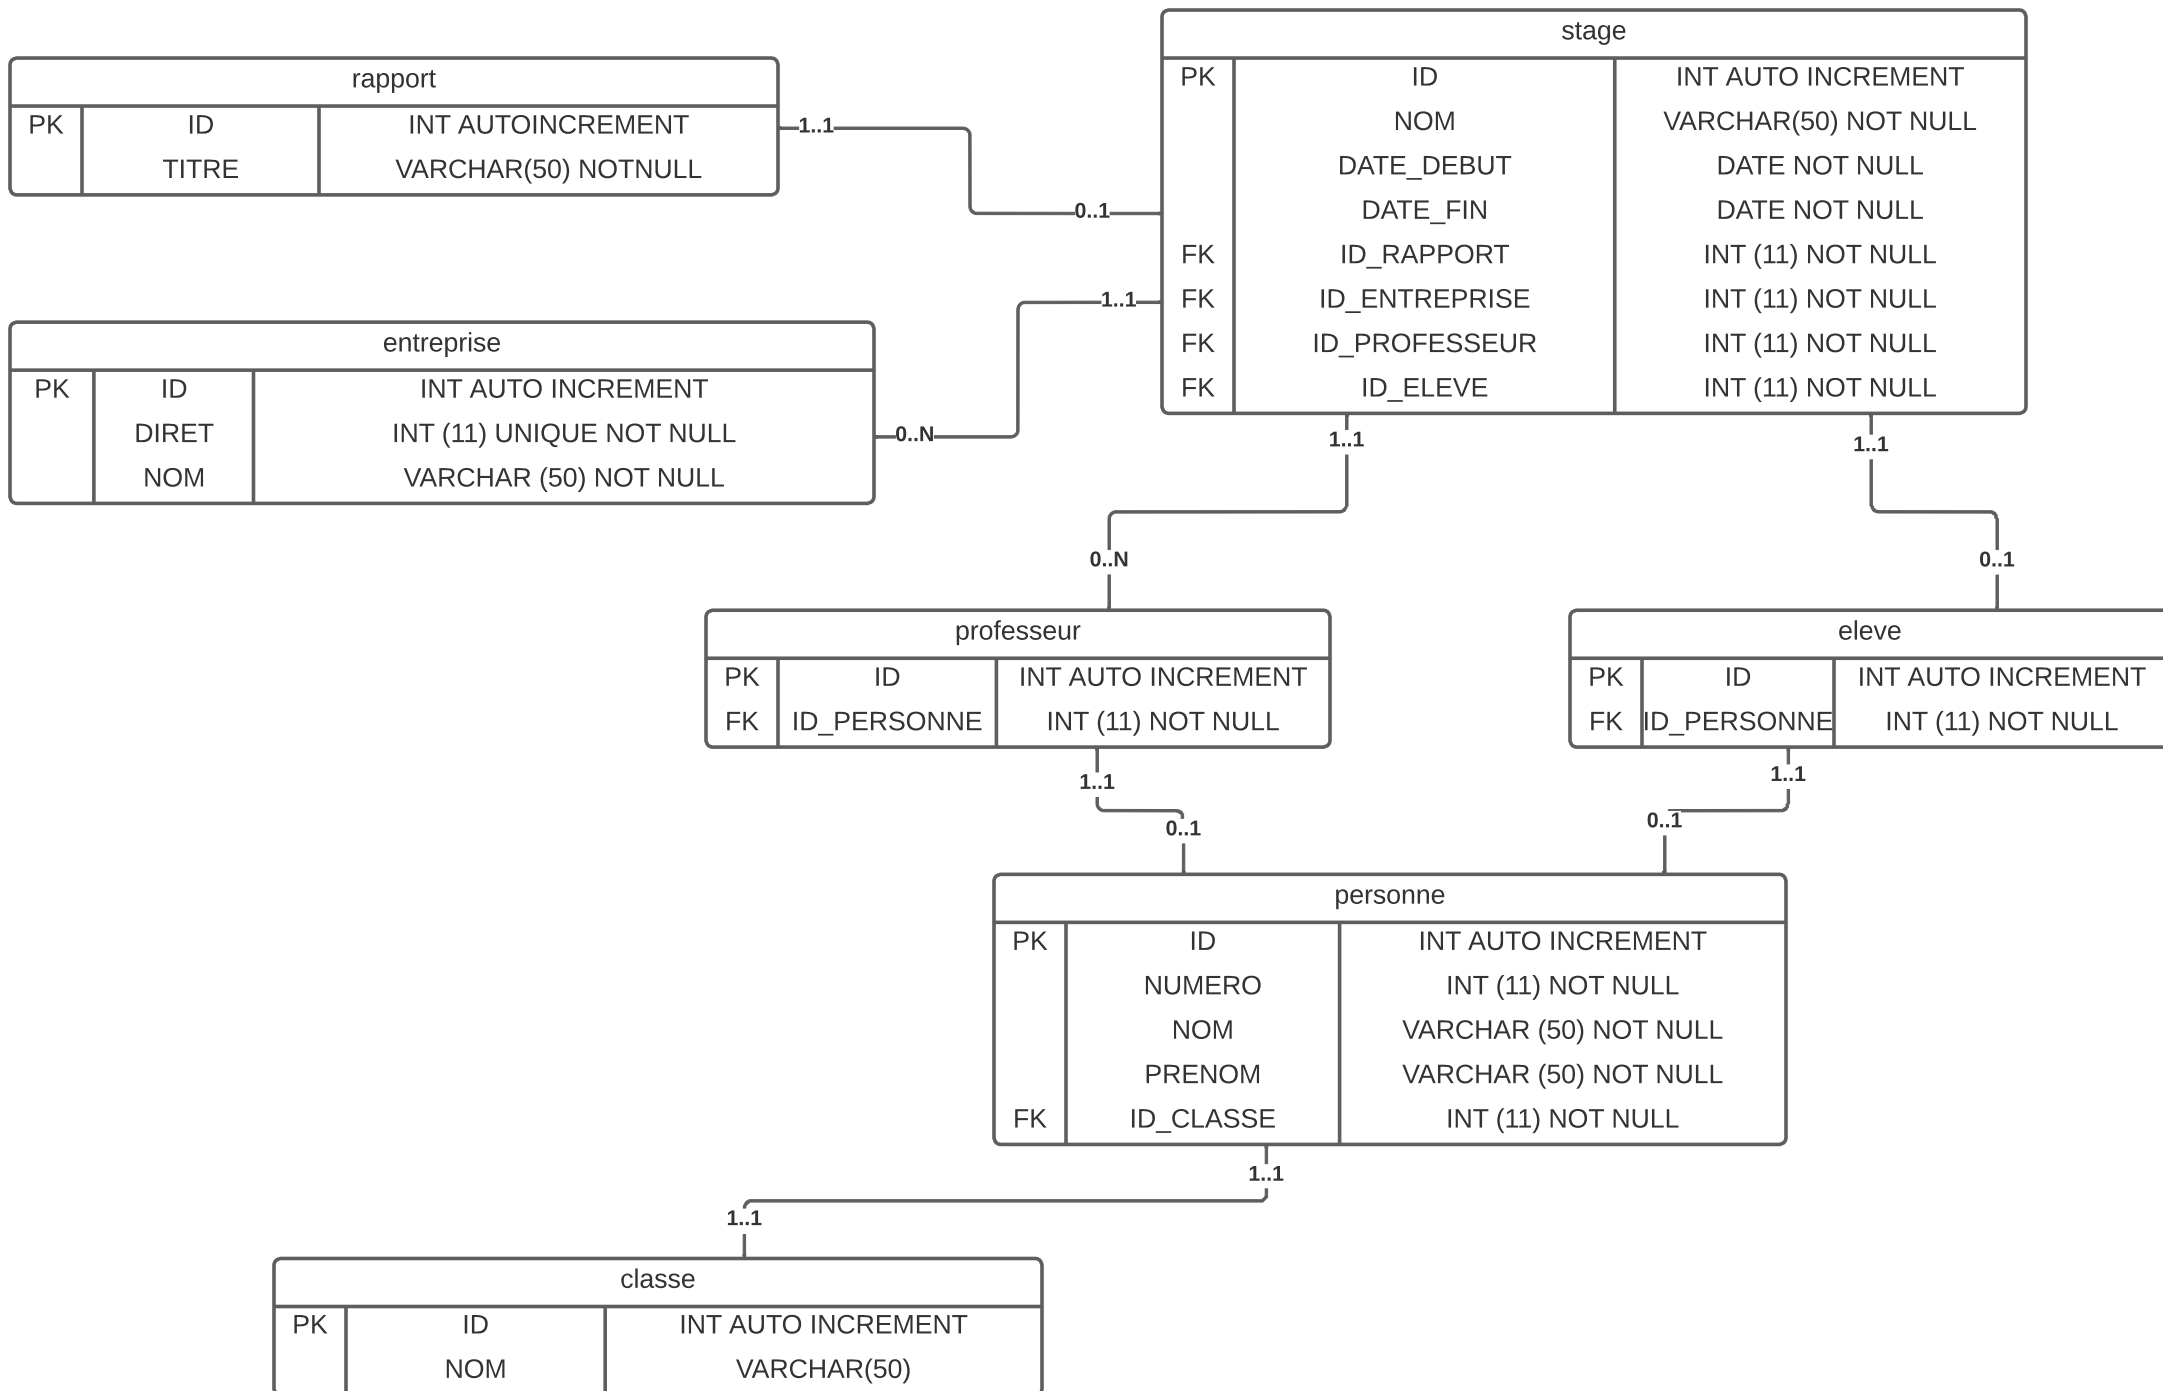 stage
PK ID INT AUTO INCREMENT
NOM VARCHAR(50) NOT NULL
DATE_DEBUT DATE NOT NULL
DATE_FIN DATE NOT NULL
FK ID_RAPPORT INT (11) NOT NULL
FK ID_ENTREPRISE INT (11) NOT NULL
FK ID_PROFESSEUR INT (11) NOT NULL
FK ID_ELEVE INT (11) NOT NULL
rapport
PK ID INT AUTOINCREMENT
TITRE VARCHAR(50) NOTNULL
1..1
0..1
1..1
entreprise
PK ID INT AUTO INCREMENT
DIRET INT (11) UNIQUE NOT NULL
NOM VARCHAR (50) NOT NULL
0..N
1..1
1..1
0..N
0..1
professeur
PK ID INT AUTO INCREMENT
FK ID_PERSONNE INT (11) NOT NULL
eleve
PK ID INT AUTO INCREMENT
FK ID_PERSONNE INT (11) NOT NULL
1..1
1..1
0..1
0..1
personne
PK ID INT AUTO INCREMENT
NUMERO INT (11) NOT NULL
NOM VARCHAR (50) NOT NULL
PRENOM VARCHAR (50) NOT NULL
FK ID_CLASSE INT (11) NOT NULL
1..1
1..1
classe
PK ID INT AUTO INCREMENT
NOM VARCHAR(50)